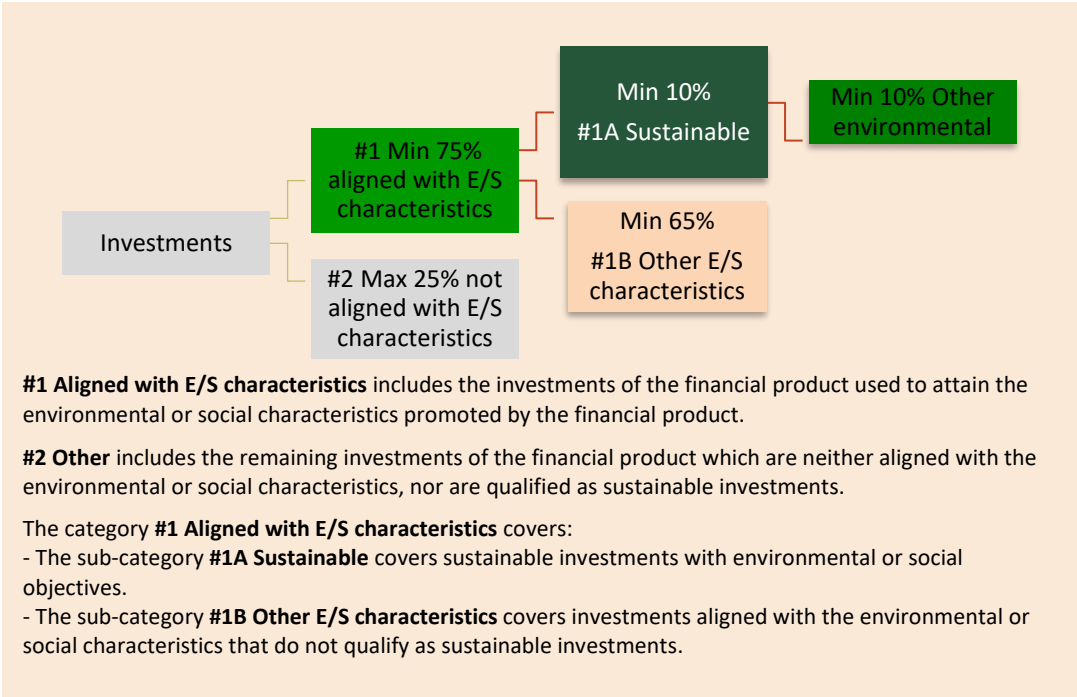 Investments
#1 Min 75%
aligned with E/S
characteristics
#2 Max 25% not
aligned with E/S
characteristics
Min 10%
#1A Sustainable
Min 65%
#1B Other E/S
characteristics
Min 10% Other
environmental
#1 Aligned with E/S characteristics includes the investments of the financial product used to attain the
environmental or social characteristics promoted by the financial product.
#2 Other includes the remaining investments of the financial product which are neither aligned with the
environmental or social characteristics, nor are qualified as sustainable investments.
The category #1 Aligned with E/S characteristics covers:
- The sub-category #1A Sustainable covers sustainable investments with environmental or social
objectives.
- The sub-category #1B Other E/S characteristics covers investments aligned with the environmental or
social characteristics that do not qualify as sustainable investments.